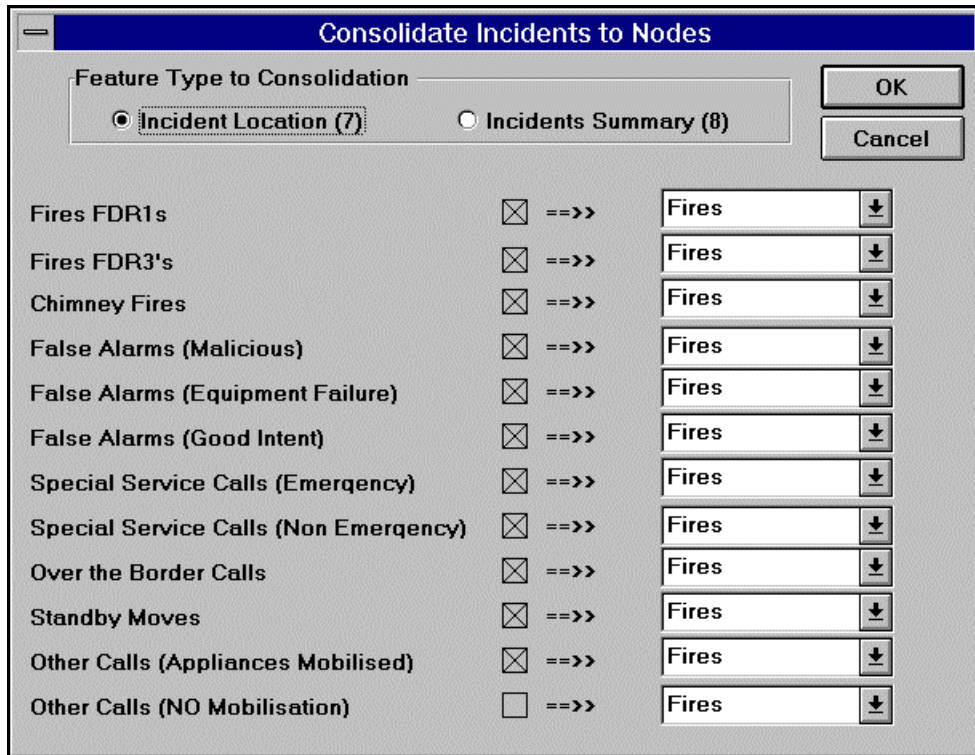 Consolidate Incidents to Nodes
Feature Type to Consolidation
Incident Location (7) Incidents Summary (8)
OK
Cancel
Fires FDR1s ==>> Fires
Fires FDR3's ==>> Fires
Chimney Fires ==>> Fires
False Alarms (Malicious) ==>> Fires
False Alarms (Equipment Failure) ==>> Fires
False Alarms (Good Intent) ==>> Fires
Special Service Calls (Emergency) ==>> Fires
Special Service Calls (Non Emergency) ==>> Fires
Over the Border Calls ==>> Fires
Standby Moves ==>> Fires
Other Calls (Appliances Mobilised) ==>> Fires
Other Calls (NO Mobilisation) ==>> Fires